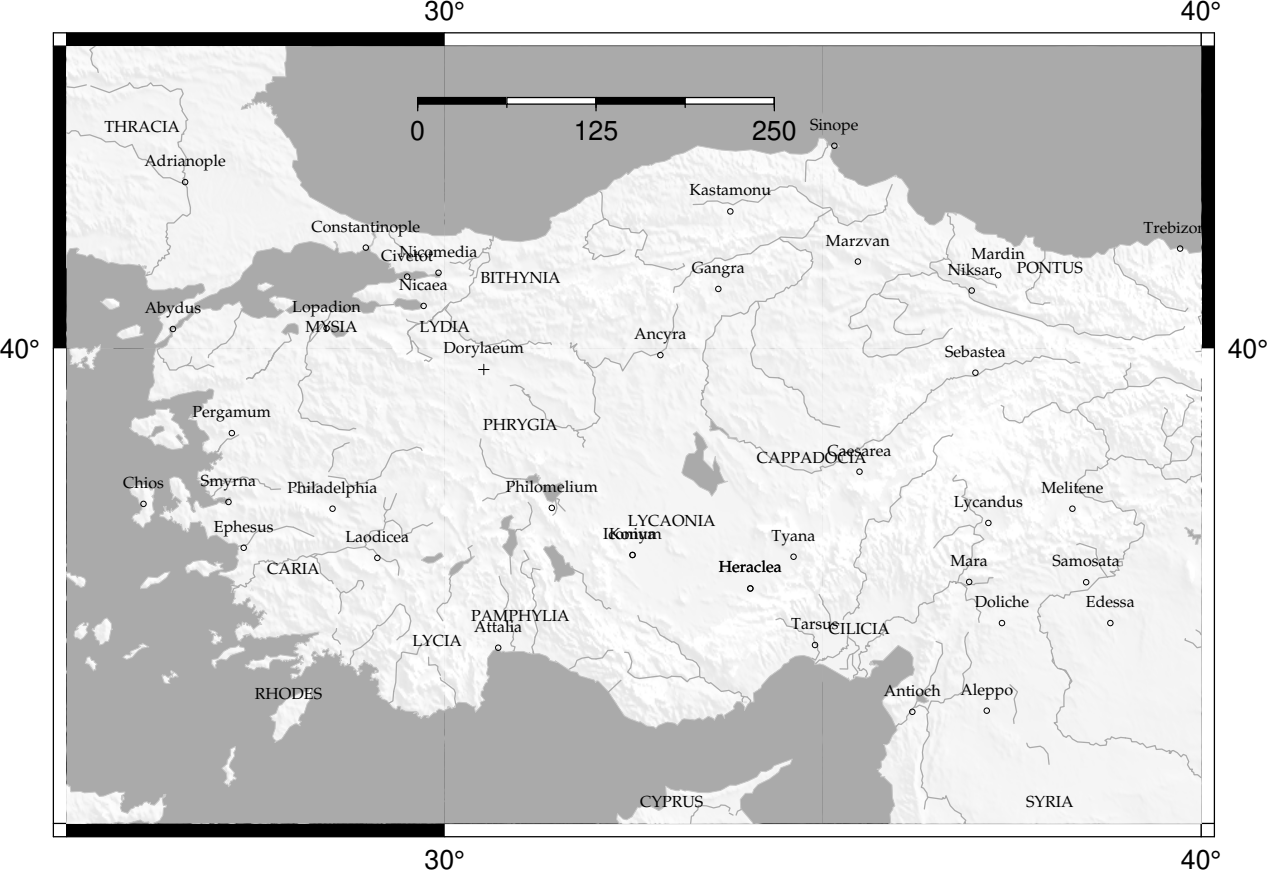 30°
40°
THRACIA
0
125
250
Sinope
Adrianople
Kastamonu
Constantinople
Trebizon
Nicomedia
Civetot
Marzvan
Mardin
BITHYNIA
Gangra
Niksar
PONTUS
Nicaea
Abydus
Lopadion
MYSIA
LYDIA
Ancyra
40°
Dorylaeum
Sebastea
40°
Pergamum
PHRYGIA
Caesarea
CAPPADOCIA
Chios
Smyrna
Philadelphia
Philomelium
Melitene
Lycandus
LYCAONIA
Ephesus
Laodicea
Iconium
Konya
Tyana
CARIA
Heraclea
Mara
Samosata
Doliche
Edessa
PAMPHYLIA
Attalia
Tarsus
CILICIA
LYCIA
RHODES
Antioch
Aleppo
CYPRUS
SYRIA
30°
40°